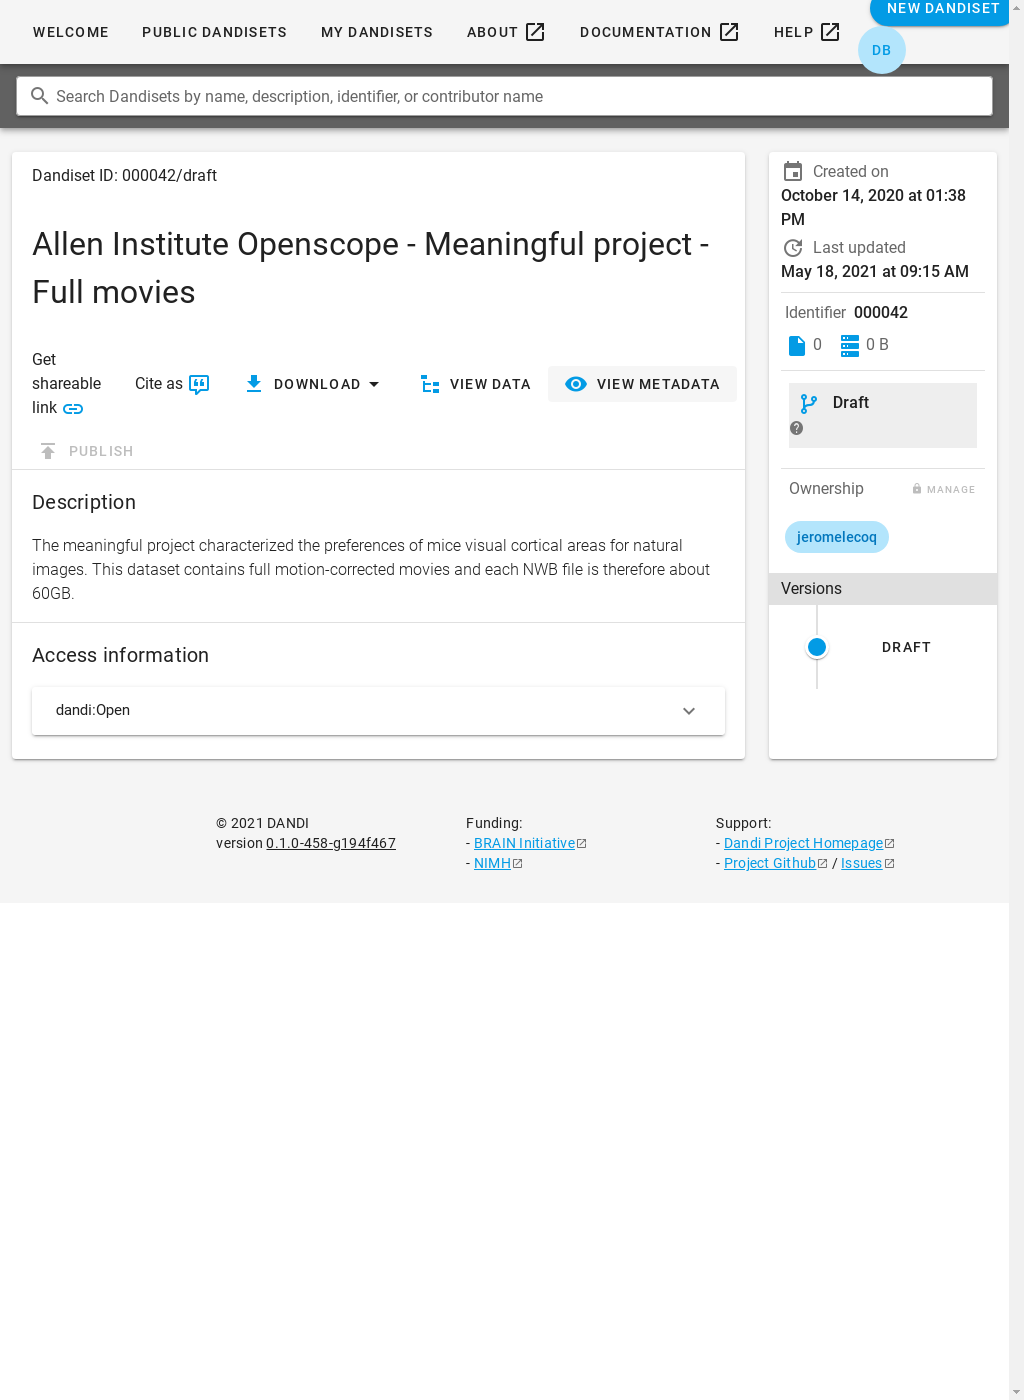 WELCOME PUBLIC DANDISETS MY DANDISETS ABOUT DOCUMENTATION HELP NEW DANDISET
DB
Search Dandisets by name, description, identifier, or contributor name
Dandiset ID: 000042/draft
Allen Institute Openscope - Meaningful project -
Full movies
Get
shareable
link
Cite as
DOWNLOAD
VIEW DATA
VIEW METADATA
PUBLISH
Description
The meaningful project characterized the preferences of mice visual cortical areas for natural
images. This dataset contains full motion-corrected movies and each NWB file is therefore about
60GB.
Access information
dandi:Open
Created on
October 14, 2020 at 01:38
PM
Last updated
May 18, 2021 at 09:15 AM
Identifier 000042
0 0 B
Draft
Ownership MANAGE
jeromelecoq
Versions
DRAFT
© 2021 DANDI
version 0.1.0-458-g194f467
Funding:
- BRAIN Initiative
- NIMH
Support:
- Dandi Project Homepage
- Project Github / Issues